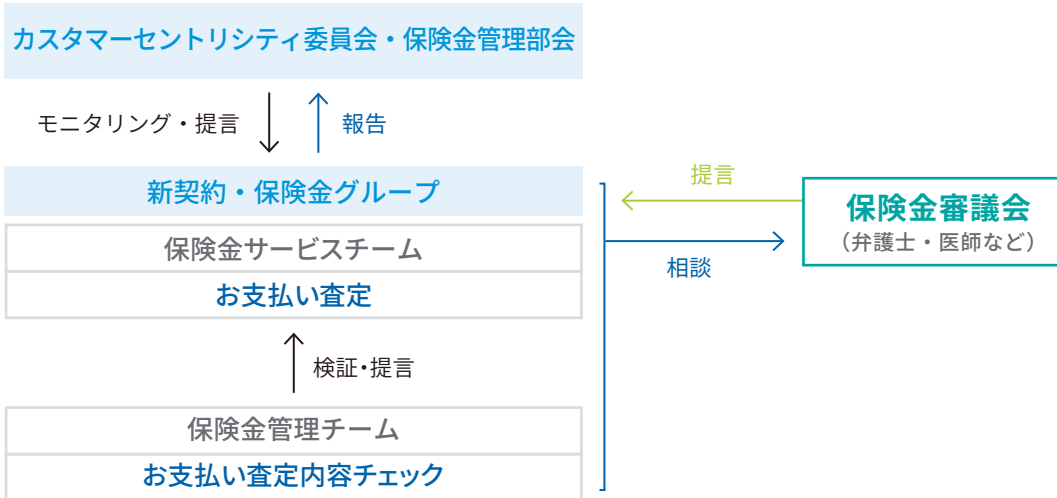 カスタマーセントリシティ委員会・保険金管理部会
モニタリング・提言
報告
新契約・保険金グループ
保険金サービスチーム
お支払い査定
検証・提言
保険金管理チーム
お支払い査定内容チェック
提言
相談
保険金審議会
（弁護士・医師など）